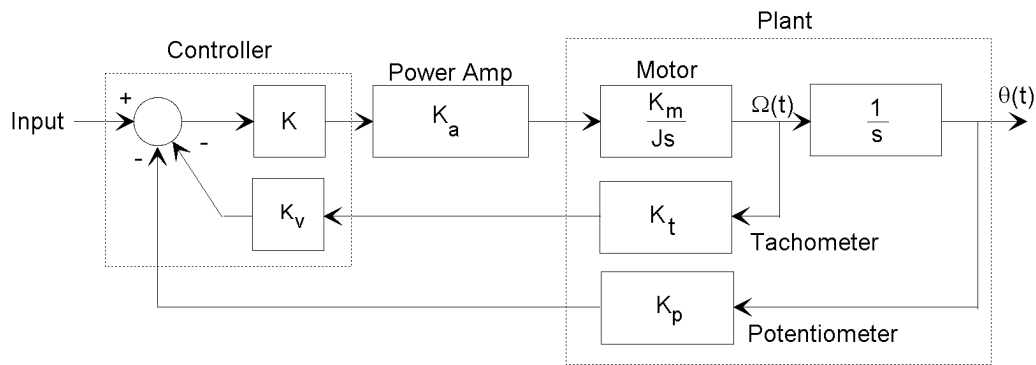 Plant
Controller
Power Amp
Motor
Input
+
-
-
K
K_a
K_m
Js
Ω(t)
1
s
θ(t)
K_v
K_t
Tachometer
K_p
Potentiometer